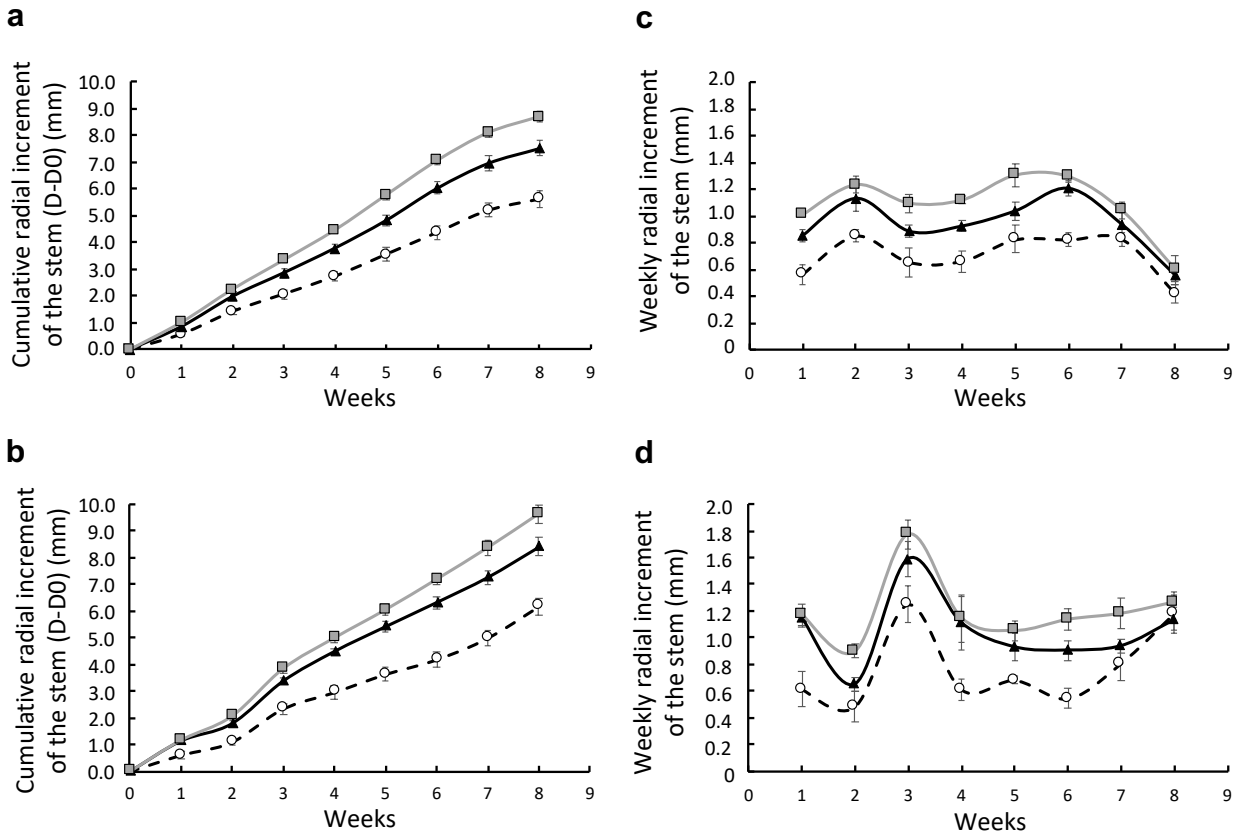 a
Cumulative radial increment
of the stem (D-D0) (mm)
10.0
9.0
8.0
7.0
6.0
5.0
4.0
3.0
2.0
1.0
0.0
0 1 2 3 4 5 6 7 8 9
Weeks
c
Weekly radial increment
of the stem (mm)
2.0
1.8
1.6
1.4
1.2
1.0
0.8
0.6
0.4
0.2
0
0 1 2 3 4 5 6 7 8 9
Weeks
b
Cumulative radial increment
of the stem (D-D0) (mm)
10.0
9.0
8.0
7.0
6.0
5.0
4.0
3.0
2.0
1.0
0.0
0 1 2 3 4 5 6 7 8 9
Weeks
d
Weekly radial increment
of the stem (mm)
2.0
1.8
1.6
1.4
1.2
1.0
0.8
0.6
0.4
0.2
0
0 1 2 3 4 5 6 7 8 9
Weeks